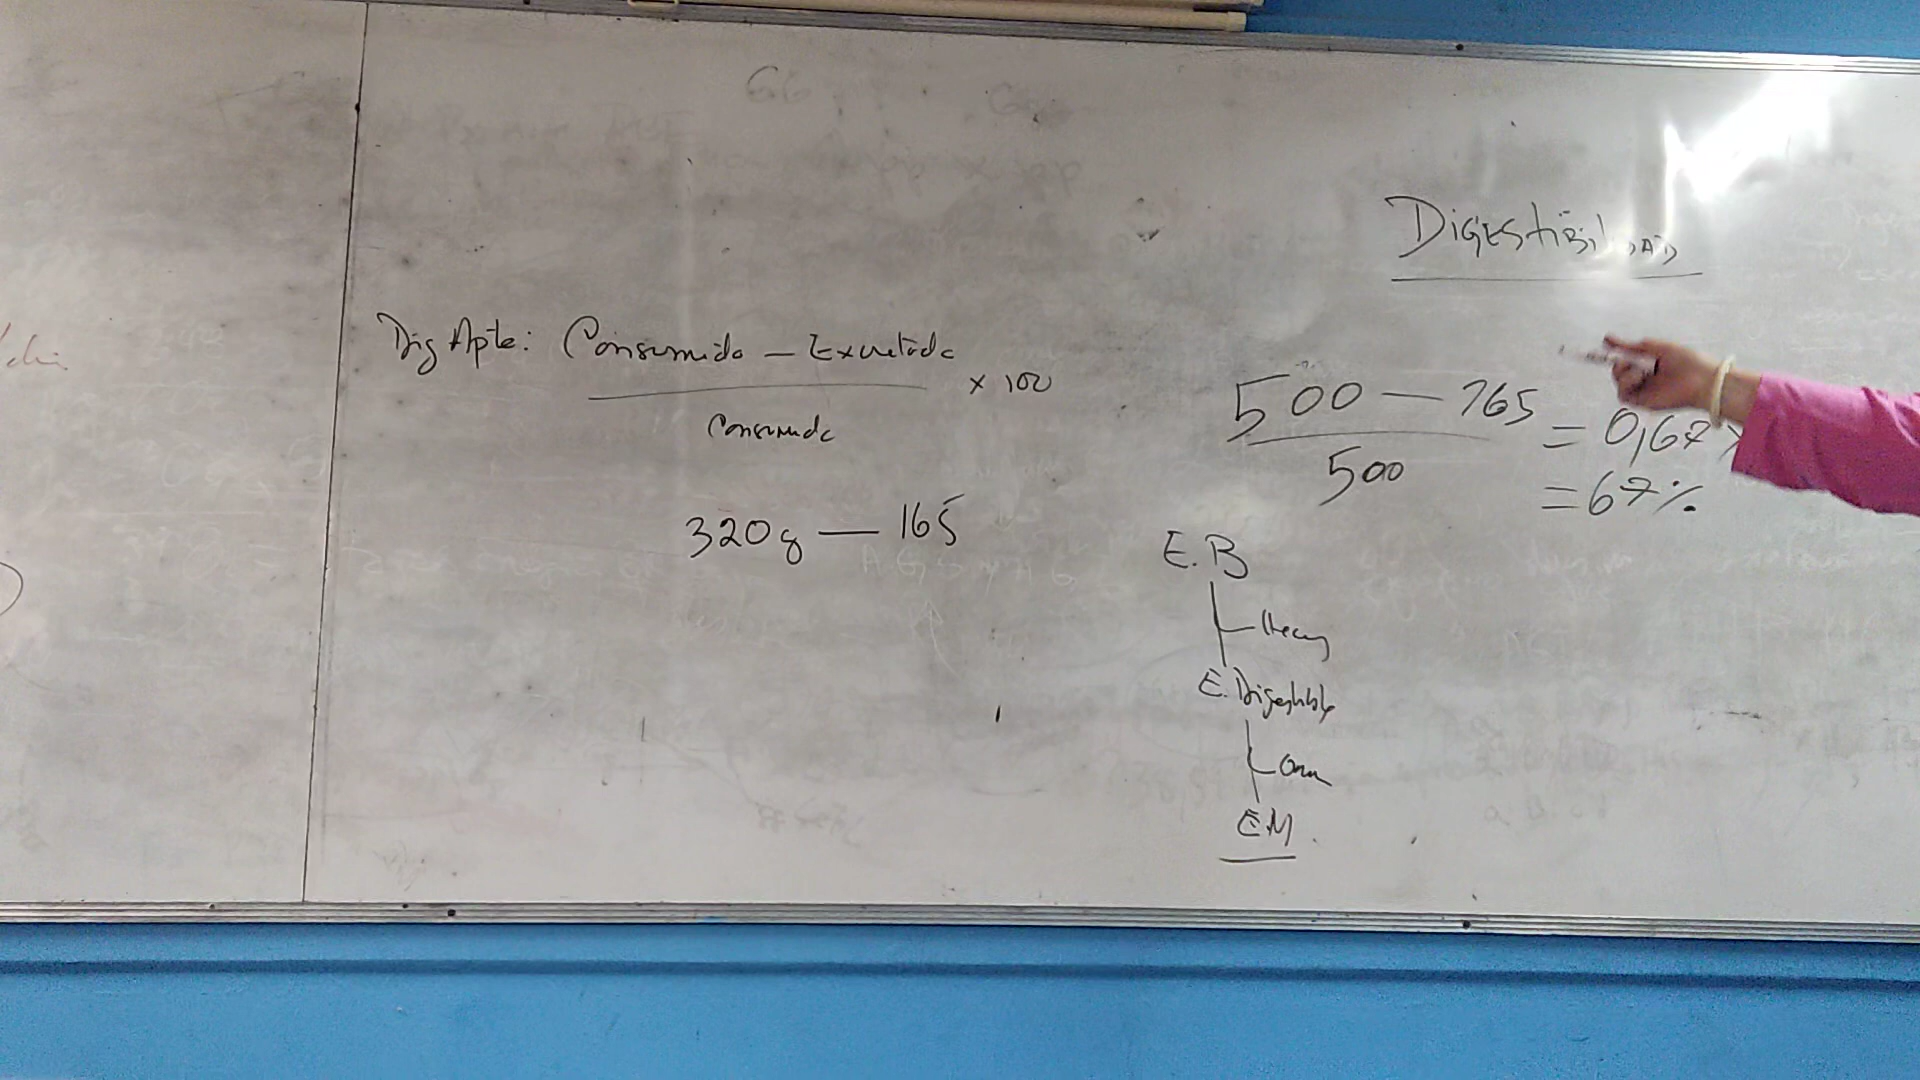 DIGEstiBiliDAD
Dig Apte: Consumido — Excretado
x 100
Consumido
500 — 165
= 0,67 x
500
= 67%
320g — 165
E.B
Heces
E. Digestible
Orina
EM